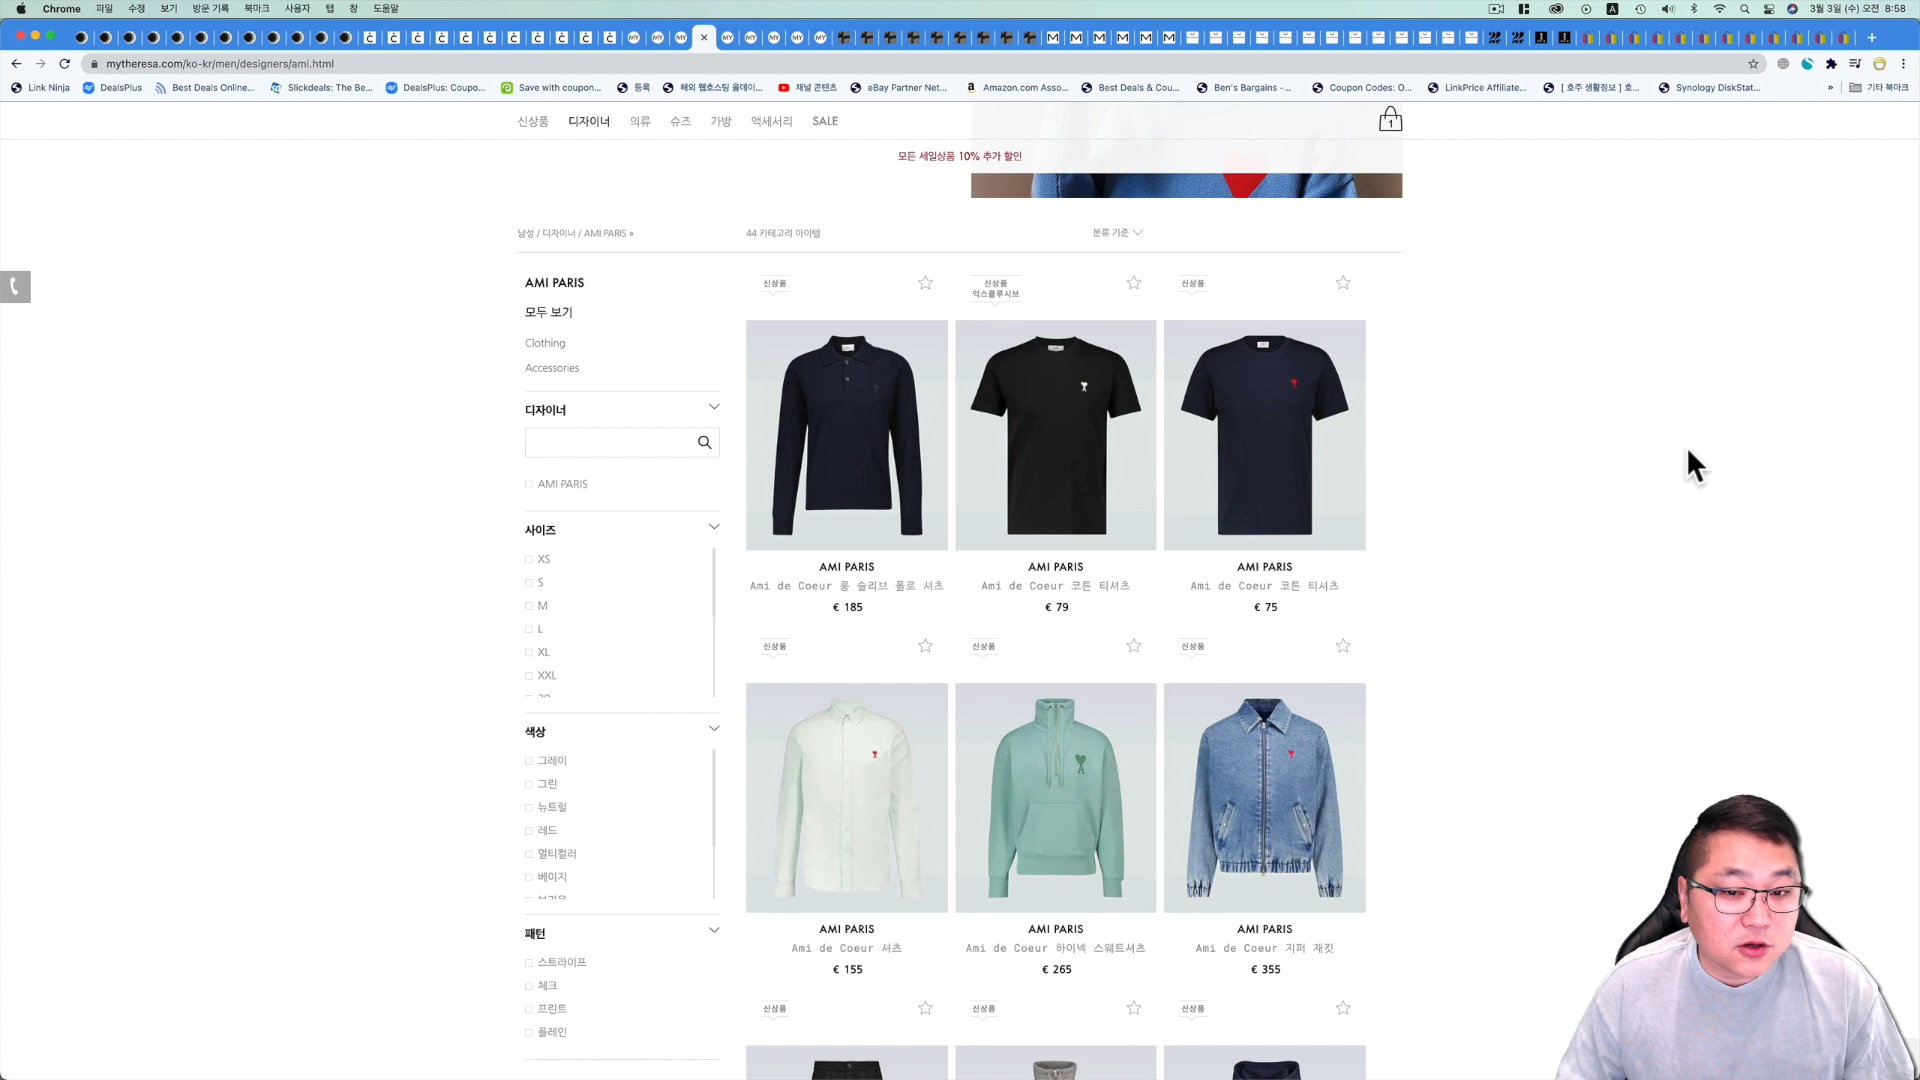 Chrome 파일 수정 보기 방문 기록 북마크 사용자 탭 창 도움말
3월 3일 (수) 오전 8:58
mytheresa.com/ko-kr/men/designers/ami.html
Link Ninja DealsPlus Best Deals Online... Slickdeals: The Be... DealsPlus: Coupo... Save with coupon... 등록 해외 웹호스팅 올데이... 채널 콘텐츠 eBay Partner Net... Amazon.com Asso... Best Deals & Cou... Ben's Bargains -... Coupon Codes: O... LinkPrice Affiliate... [ 호주 생활정보 ] 호... Synology DiskStat... » 기타 북마크
신상품 디자이너 의류 슈즈 가방 액세서리 SALE
1
모든 세일상품 10% 추가 할인
남성 / 디자이너 / AMI PARIS »
44 카테고리 아이템
분류 기준
AMI PARIS
모두 보기
Clothing
Accessories
디자이너
AMI PARIS
사이즈
XS
S
M
L
XL
XXL
색상
그레이
그린
뉴트럴
레드
멀티컬러
베이지
패턴
스트라이프
체크
프린트
플레인
신상품
신상품
익스클루시브
신상품
AMI PARIS
Ami de Coeur 롱 슬리브 폴로 셔츠
€ 185
AMI PARIS
Ami de Coeur 코튼 티셔츠
€ 79
AMI PARIS
Ami de Coeur 코튼 티셔츠
€ 75
신상품
신상품
신상품
AMI PARIS
Ami de Coeur 셔츠
€ 155
AMI PARIS
Ami de Coeur 하이넥 스웨트셔츠
€ 265
AMI PARIS
Ami de Coeur 지퍼 재킷
€ 355
신상품
신상품
신상품